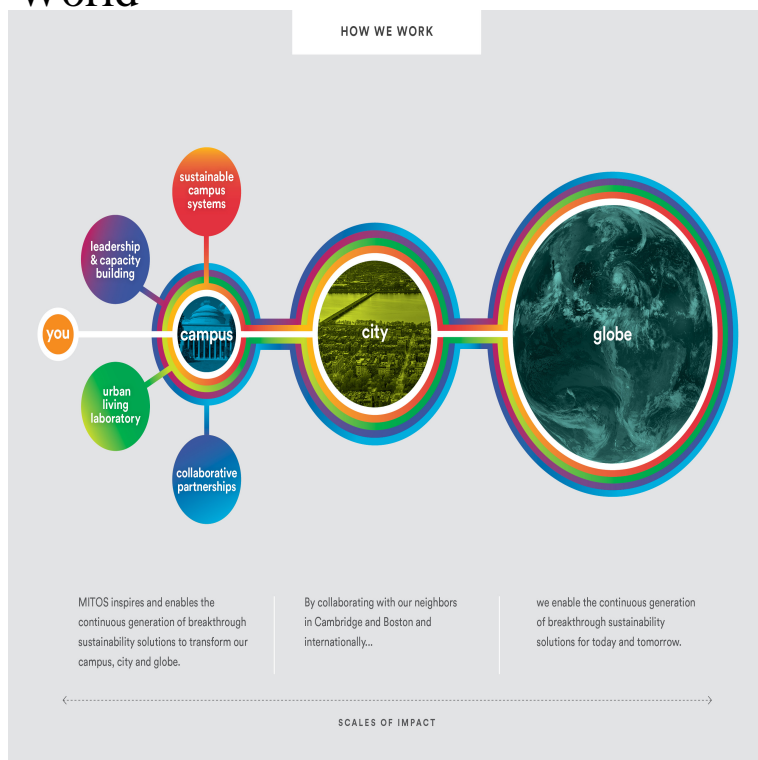 World
HOW WE WORK
sustainable
campus
systems
leadership
& capacity
building
you
campus
city
globe
urban
living
laboratory
collaborative
partnerships
MITOS inspires and enables the
continuous generation of breakthrough
sustainability solutions to transform our
campus, city and globe.
By collaborating with our neighbors
in Cambridge and Boston and
internationally...
we enable the continuous generation
of breakthrough sustainability
solutions for today and tomorrow.
SCALES OF IMPACT